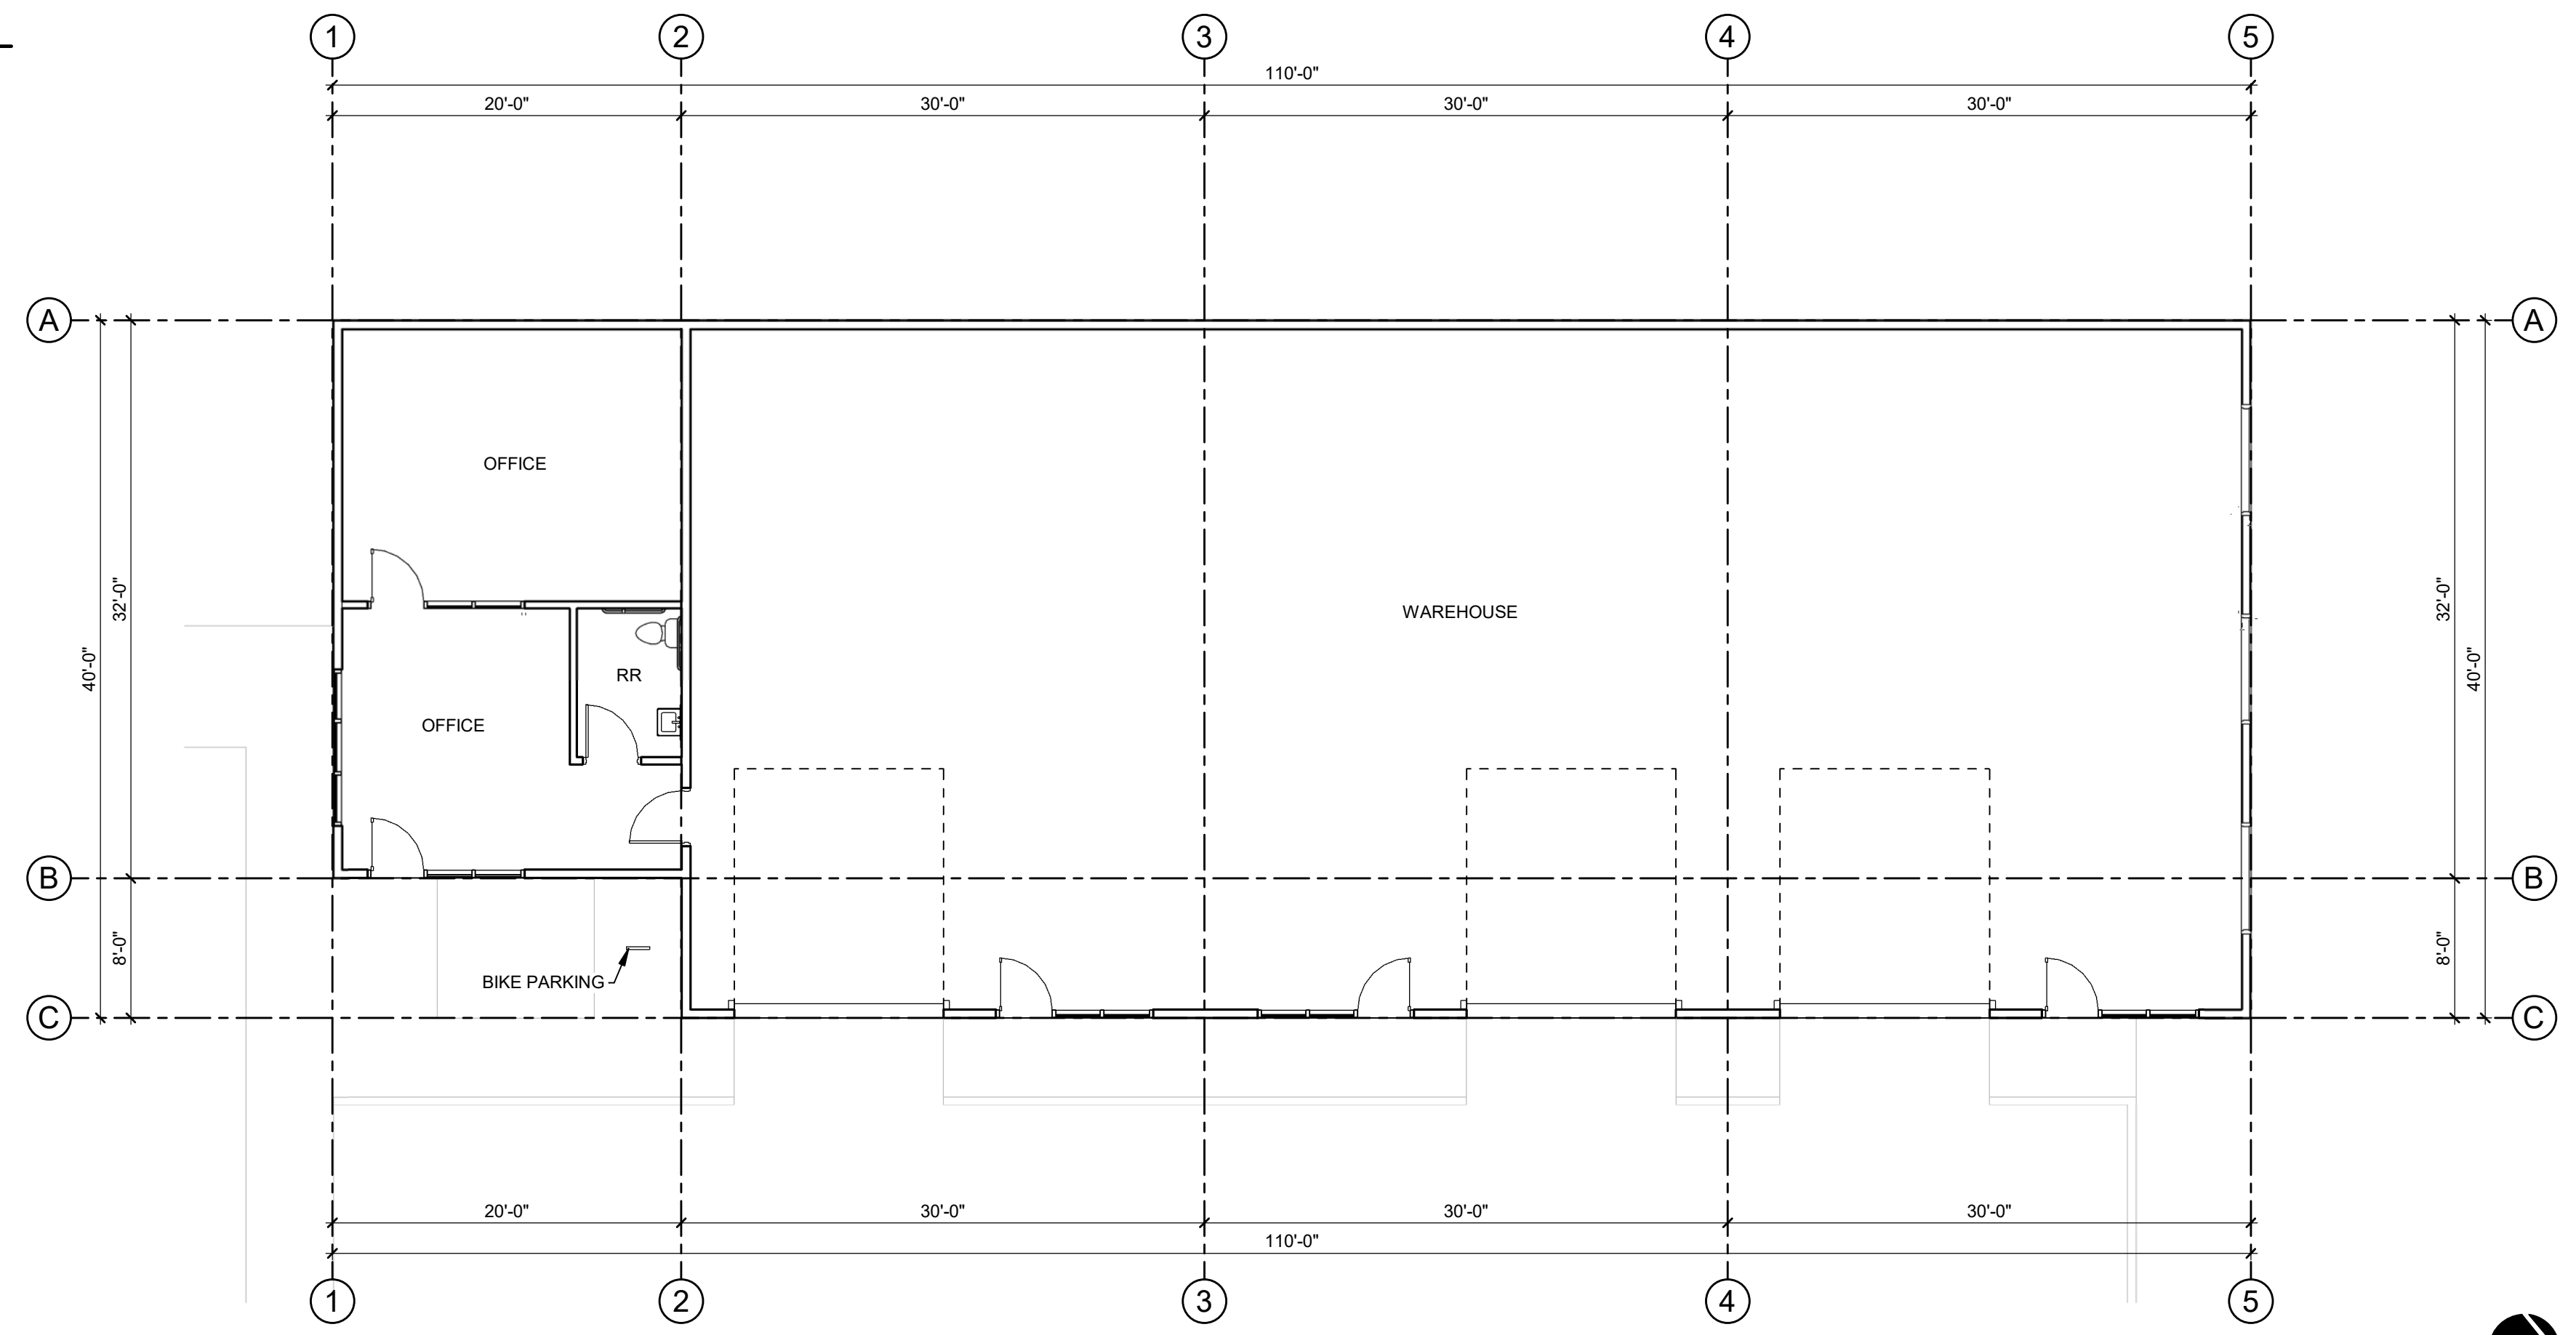 1 2 3 4 5
110'-0"
20'-0" 30'-0" 30'-0" 30'-0"
A A
OFFICE
32'-0" WAREHOUSE 32'-0"
40'-0" RR 40'-0"
OFFICE
B B
8'-0" 8'-0"
BIKE PARKING
C C
20'-0" 30'-0" 30'-0" 30'-0"
110'-0"
1 2 3 4 5